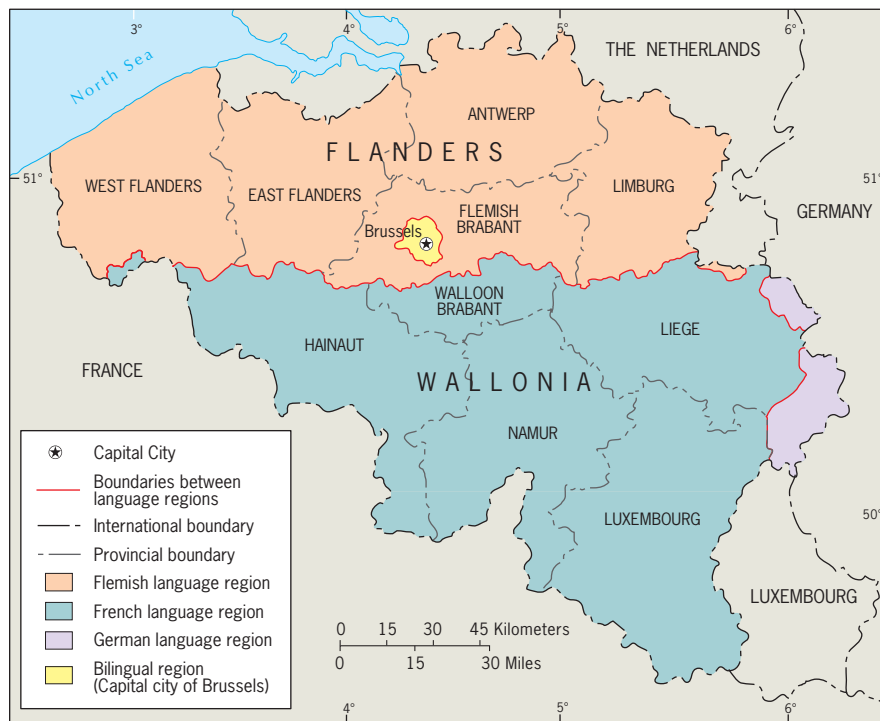 3°
4°
5°
6°
North Sea
THE NETHERLANDS
ANTWERP
FLANDERS
51°
51°
WEST FLANDERS
EAST FLANDERS
LIMBURG
FLEMISH
BRABANT
GERMANY
Brussels
WALLOON
BRABANT
HAINAUT
LIEGE
FRANCE
WALLONIA
NAMUR
LUXEMBOURG
50°
LUXEMBOURG
Capital City
Boundaries between
language regions
International boundary
Provincial boundary
Flemish language region
French language region
German language region
Bilingual region
(Capital city of Brussels)
0 15 30 45 Kilometers
0 15 30 Miles
4°
5°
6°